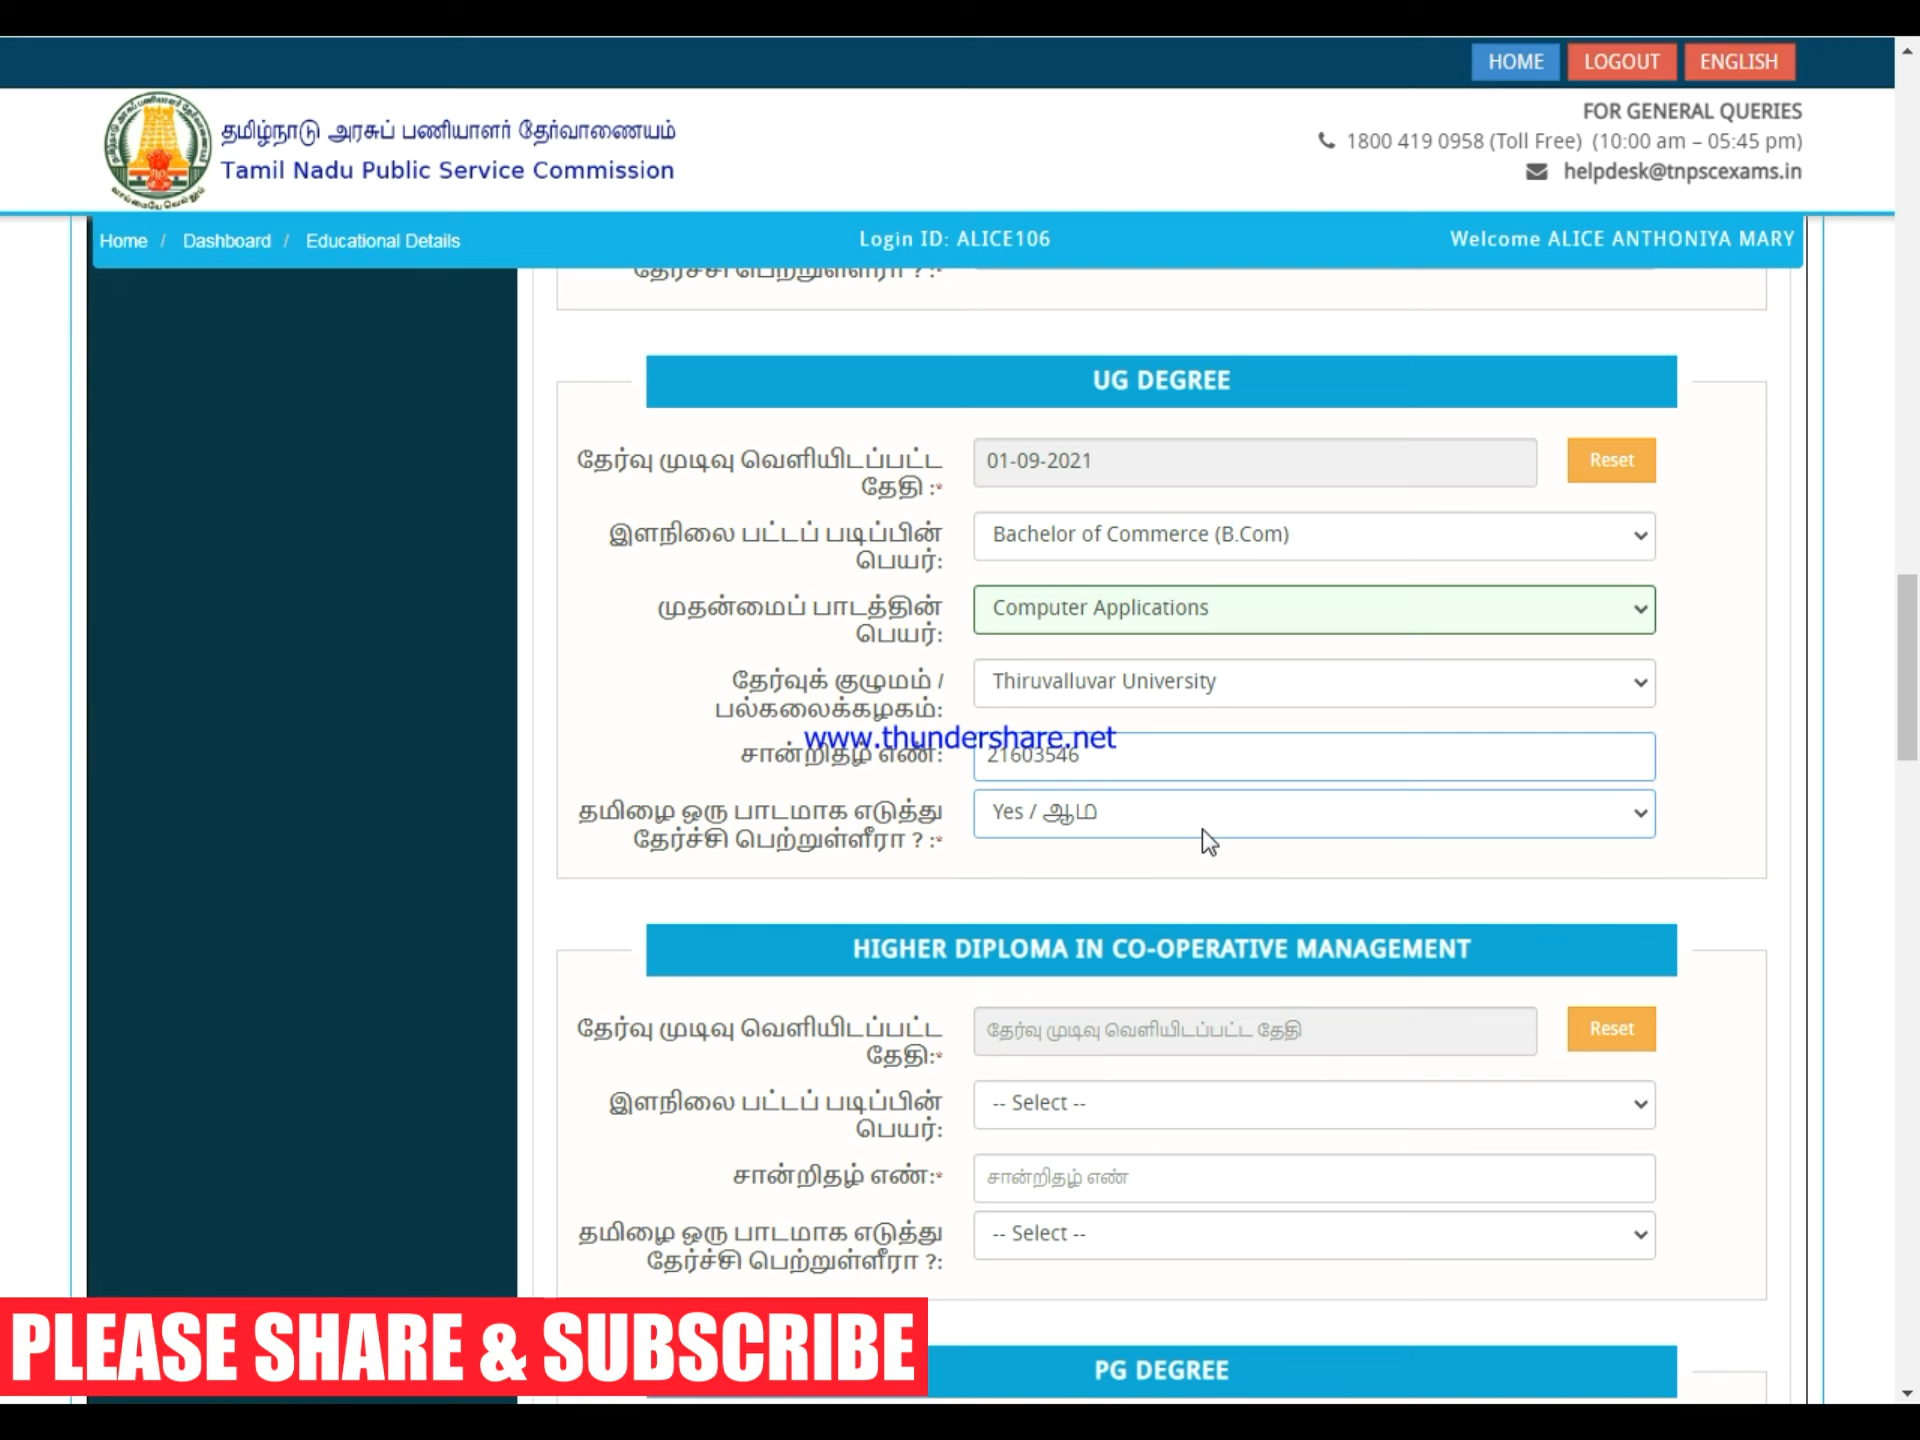 HOME LOGOUT ENGLISH
தமிழ்நாடு அரசுப் பணியாளர் தேர்வாணையம்
Tamil Nadu Public Service Commission
FOR GENERAL QUERIES
1800 419 0958 (Toll Free) (10:00 am – 05:45 pm)
helpdesk@tnpscexams.in
Home / Dashboard / Educational Details
Login ID: ALICE106
Welcome ALICE ANTHONIYA MARY
தேர்ச்சி பெற்றுள்ளீரா ? :*
UG DEGREE
தேர்வு முடிவு வெளியிடப்பட்ட
தேதி :*
01-09-2021
Reset
இளநிலை பட்டப் படிப்பின்
பெயர்:
Bachelor of Commerce (B.Com)
முதன்மைப் பாடத்தின்
பெயர்:
Computer Applications
தேர்வுக் குழுமம் /
பல்கலைக்கழகம்:
Thiruvalluvar University
www.thundershare.net
சான்றிதழ் எண்:
21603546
தமிழை ஒரு பாடமாக எடுத்து
தேர்ச்சி பெற்றுள்ளீரா ? :*
Yes / ஆம
HIGHER DIPLOMA IN CO-OPERATIVE MANAGEMENT
தேர்வு முடிவு வெளியிடப்பட்ட
தேதி:*
தேர்வு முடிவு வெளியிடப்பட்ட தேதி
Reset
இளநிலை பட்டப் படிப்பின்
பெயர்:
-- Select --
சான்றிதழ் எண்:*
சான்றிதழ் எண்
தமிழை ஒரு பாடமாக எடுத்து
தேர்ச்சி பெற்றுள்ளீரா ?:
-- Select --
PLEASE SHARE & SUBSCRIBE
PG DEGREE